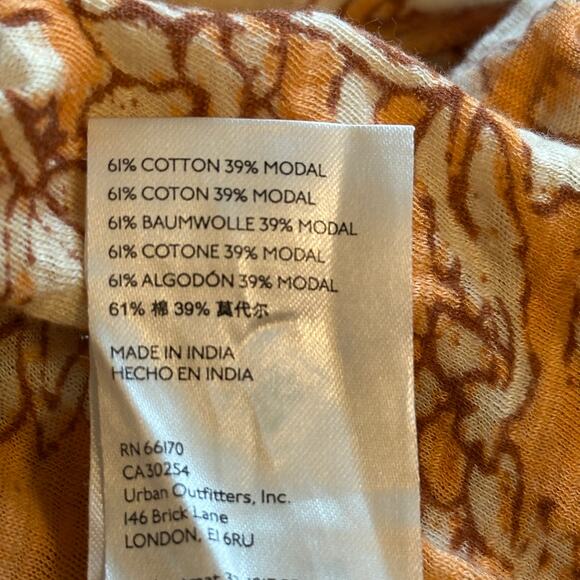 61% COTTON 39% MODAL
61% COTON 39% MODAL
61% BAUMWOLLE 39% MODAL
61% COTONE 39% MODAL
61% ALGODÓN 39% MODAL
61% 棉 39% 莫代尔
MADE IN INDIA
HECHO EN INDIA
RN 66170
CA30254
Urban Outfitters, Inc.
146 Brick Lane
LONDON, E1 6RU